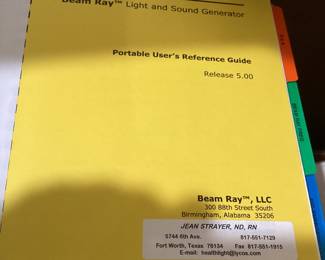 Beam Ray™ Light and Sound Generator
Portable User's Reference Guide
Release 5.00
Beam Ray™, LLC
300 88th Street South
Birmingham, Alabama 35206
JEAN STRAYER, ND, RN
5744 6th Ave. 817-551-7129
Fort Worth, Texas 76134 Fax 817-551-1915
E-mail: healthlight@lycos.com